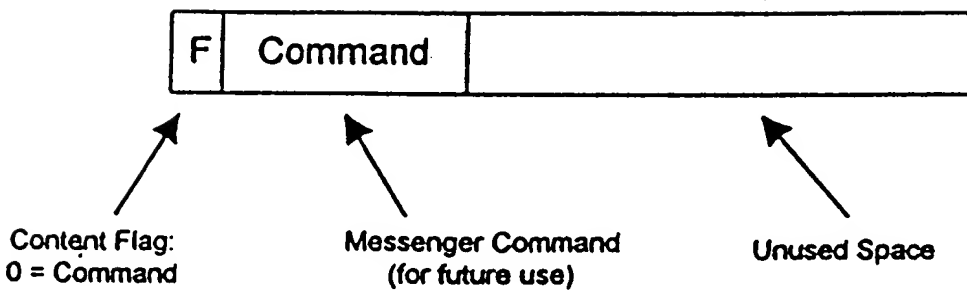 F Command
Content Flag:
0 = Command
Messenger Command
(for future use)
Unused Space